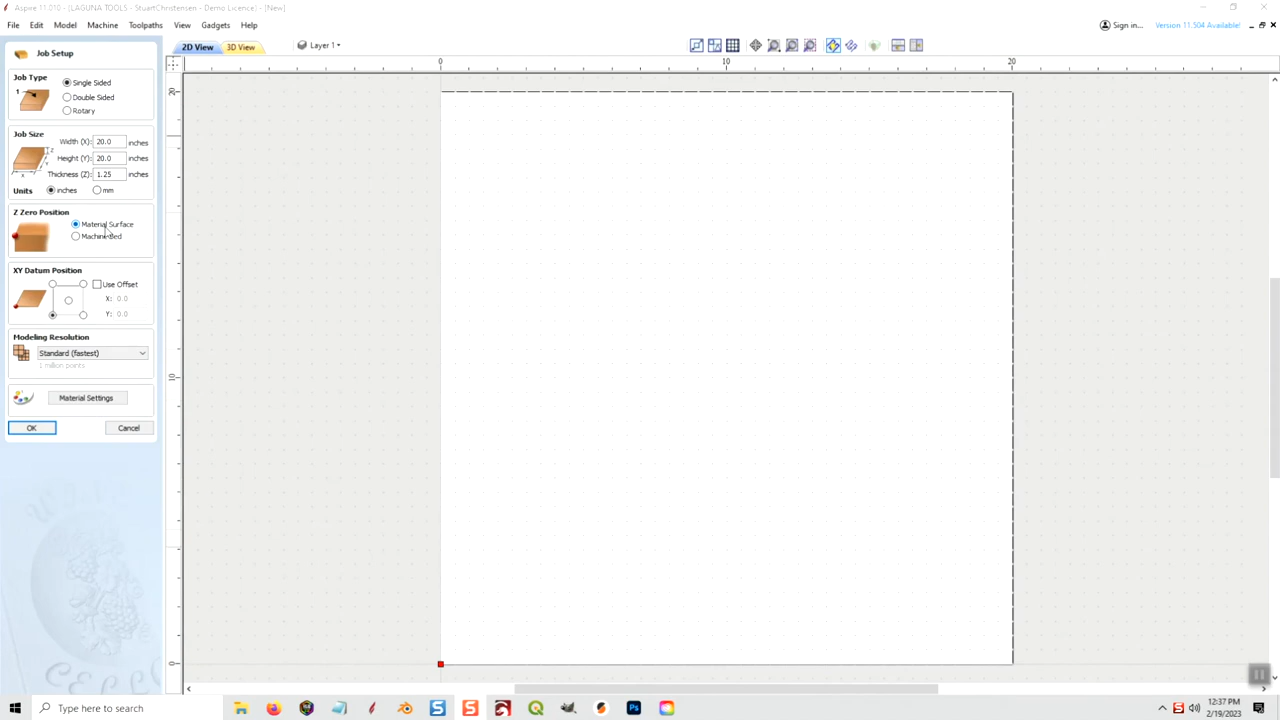 Aspire 11.010 - [LAGUNA TOOLS - StuartChristensen - Demo Licence] - [New]
File Edit Model Machine Toolpaths View Gadgets Help
Sign in... Version 11.504 Available!
Job Setup
2D View 3D View Layer 1
0 10 20
Job Type
1
Single Sided
Double Sided
Rotary
20
Job Size
Width (X): 20.0 inches
Height (Y): 20.0 inches
Thickness (Z): 1.25 inches
Units inches mm
Z Zero Position
Material Surface
Machine Bed
XY Datum Position
Use Offset
X: 0.0
Y: 0.0
Modeling Resolution
Standard (fastest)
1 million points
10
Material Settings
OK Cancel
0
Type here to search
12:37 PM
2/19/2023